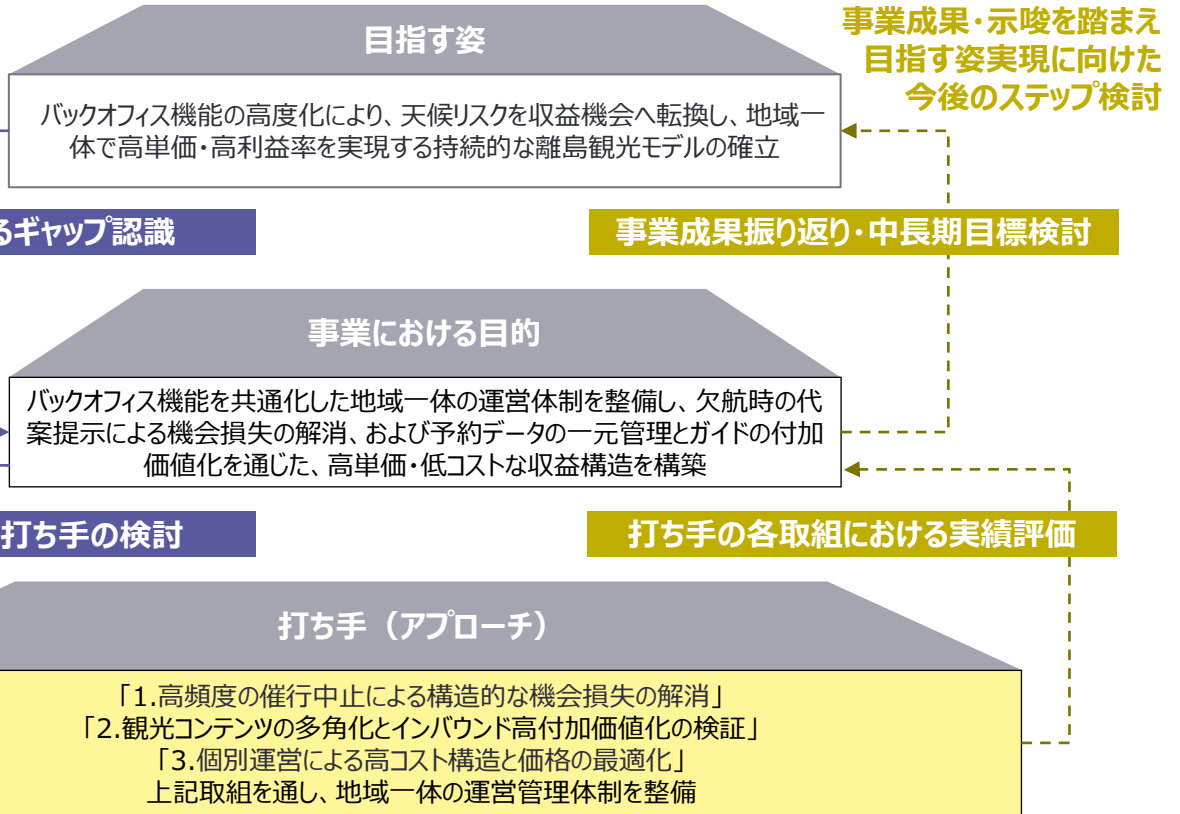 事業成果・示唆を踏まえ
目指す姿実現に向けた
今後のステップ検討
目指す姿
バックオフィス機能の高度化により、天候リスクを収益機会へ転換し、地域一
体で高単価・高利益率を実現する持続的な離島観光モデルの確立
るギャップ認識
事業成果振り返り・中長期目標検討
事業における目的
バックオフィス機能を共通化した地域一体の運営体制を整備し、欠航時の代
案提示による機会損失の解消、および予約データの一元管理とガイドの付加
価値化を通じた、高単価・低コストな収益構造を構築
打ち手の検討
打ち手の各取組における実績評価
打ち手（アプローチ）
「1.高頻度の催行中止による構造的な機会損失の解消」
「2.観光コンテンツの多角化とインバウンド高付加価値化の検証」
「3.個別運営による高コスト構造と価格の最適化」
上記取組を通し、地域一体の運営管理体制を整備